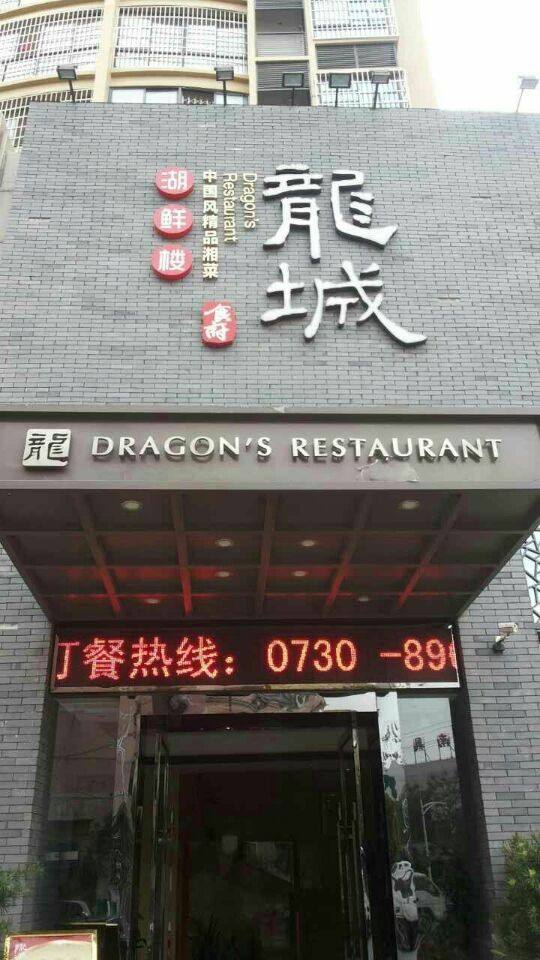 龍城
Dragon's
Restaurant
中国风精品湘菜
湖鲜楼
食府
龍 DRAGON'S RESTAURANT
订餐热线：0730 -896